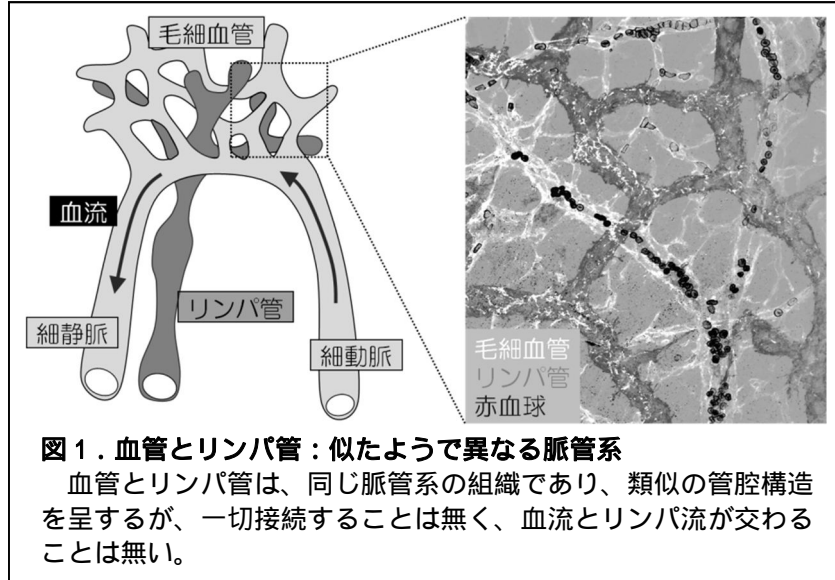 毛細血管
血流
リンパ管
細静脈
細動脈
毛細血管
リンパ管
赤血球
図1．血管とリンパ管：似たようで異なる脈管系
血管とリンパ管は、同じ脈管系の組織であり、類似の管腔構造
を呈するが、一切接続することは無く、血流とリンパ流が交わる
ことは無い。